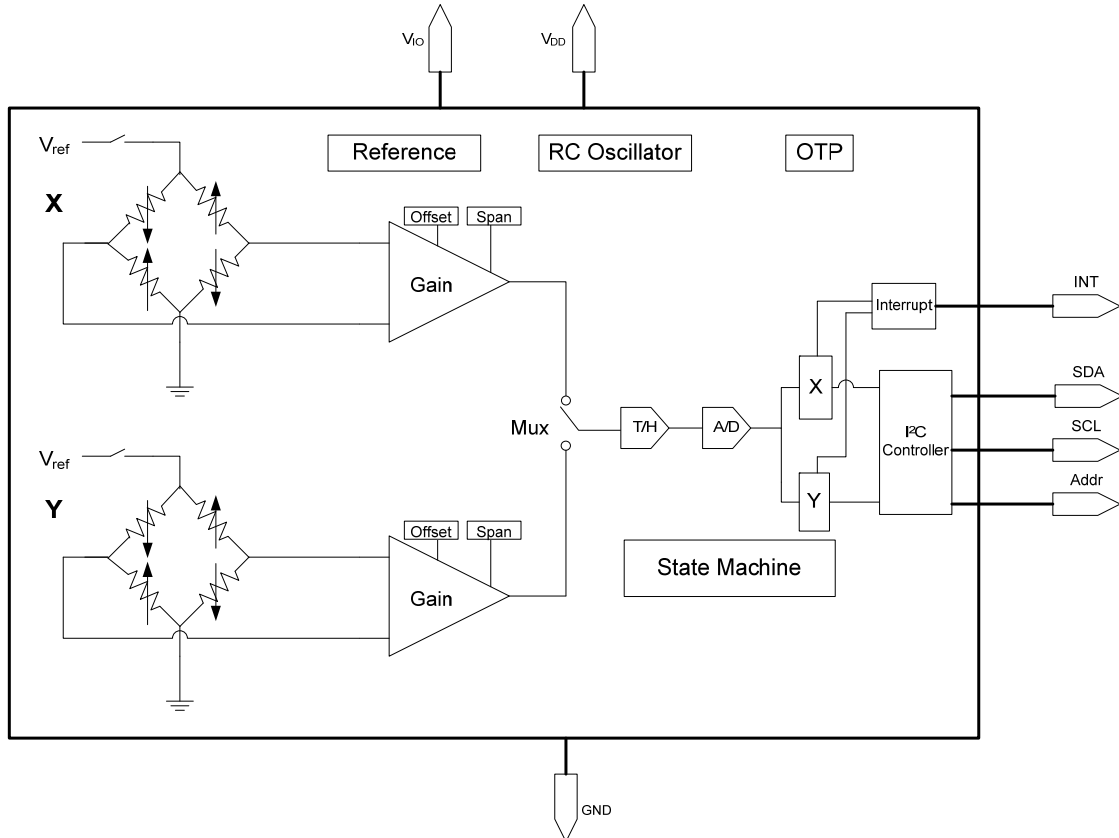 VIO
VDD
Vref
Reference
RC Oscillator
OTP
X
Offset
Span
Gain
INT
Interrupt
X
SDA
Mux
T/H
A/D
I²C
Controller
SCL
Vref
Addr
Y
Y
Offset
Span
State Machine
Gain
GND